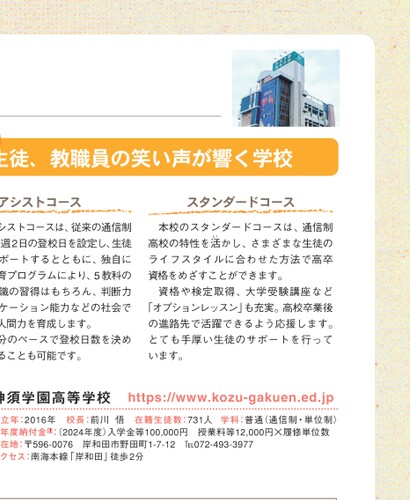 生徒、教職員の笑い声が響く学校
アシストコース
シストコースは、従来の通信制
週2日の登校日を設定し、生徒
ポートするとともに、独自に
育プログラムにより、5教科の
識の習得はもちろん、判断力
ケーション能力などの社会で
人間力を育成します。
分のペースで登校日数を決め
ることも可能です。
スタンダードコース
本校のスタンダードコースは、通信制
高校の特性を活かし、さまざまな生徒の
ライフスタイルに合わせた方法で高卒
資格をめざすことができます。
資格や検定取得、大学受験講座など
「オプションレッスン」も充実。高校卒業後
の進路先で活躍できるよう応援します。
とても手厚い生徒のサポートを行って
います。
神須学園高等学校 https://www.kozu-gakuen.ed.jp
立年：2016年 校長：前川 悟 在籍生徒数：731人 学科：普通（通信制・単位制）
年度納付金：（2024年度）入学金等100,000円 授業料等12,000円×履修単位数
在地：〒596-0076 岸和田市野田町1-7-12 TEL072-493-3977
クセス：南海本線「岸和田」徒歩2分